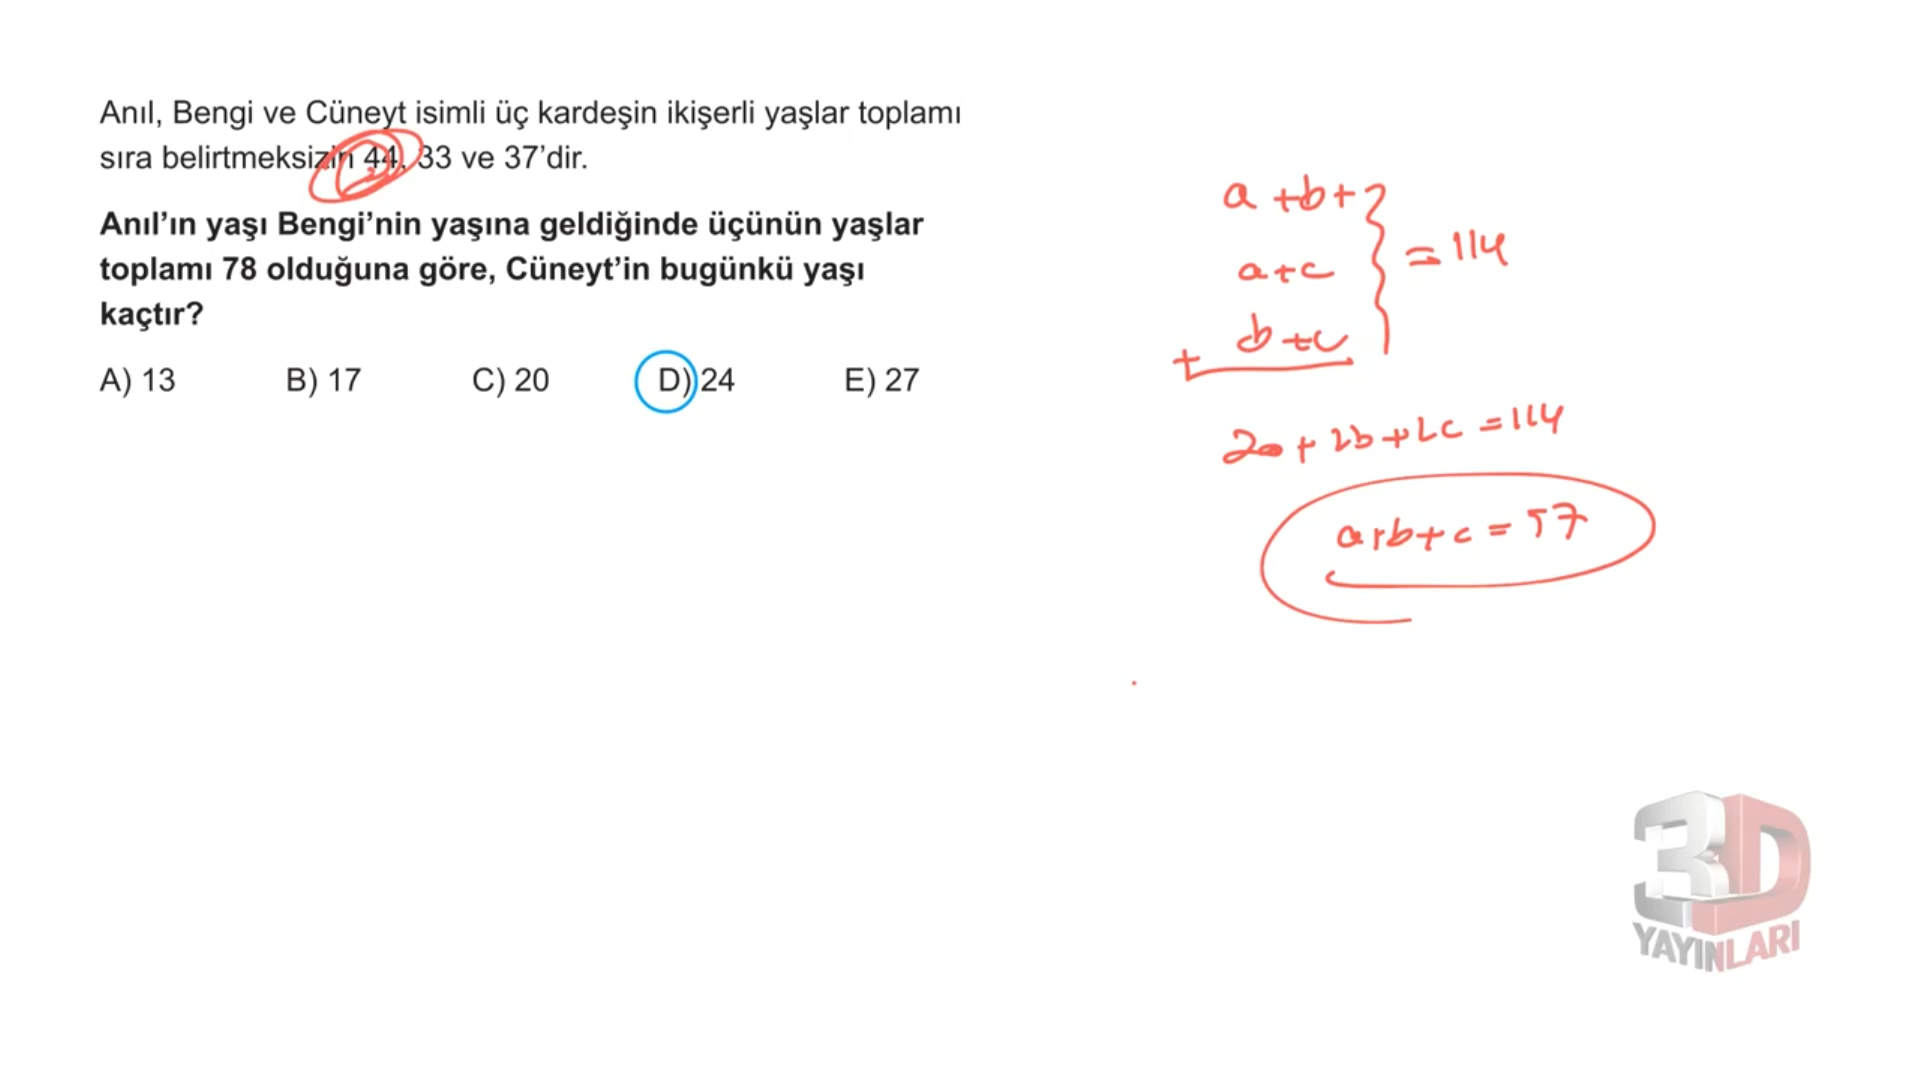 Anıl, Bengi ve Cüneyt isimli üç kardeşin ikişerli yaşlar toplamı
sıra belirtmeksizin 44, 33 ve 37’dir.
Anıl’ın yaşı Bengi’nin yaşına geldiğinde üçünün yaşlar
toplamı 78 olduğuna göre, Cüneyt’in bugünkü yaşı
kaçtır?
A) 13 B) 17 C) 20 D) 24 E) 27
a + b +
a + c = 114
+ b + c
2a + 2b + 2c = 114
a + b + c = 57
3D
YAYINLARI